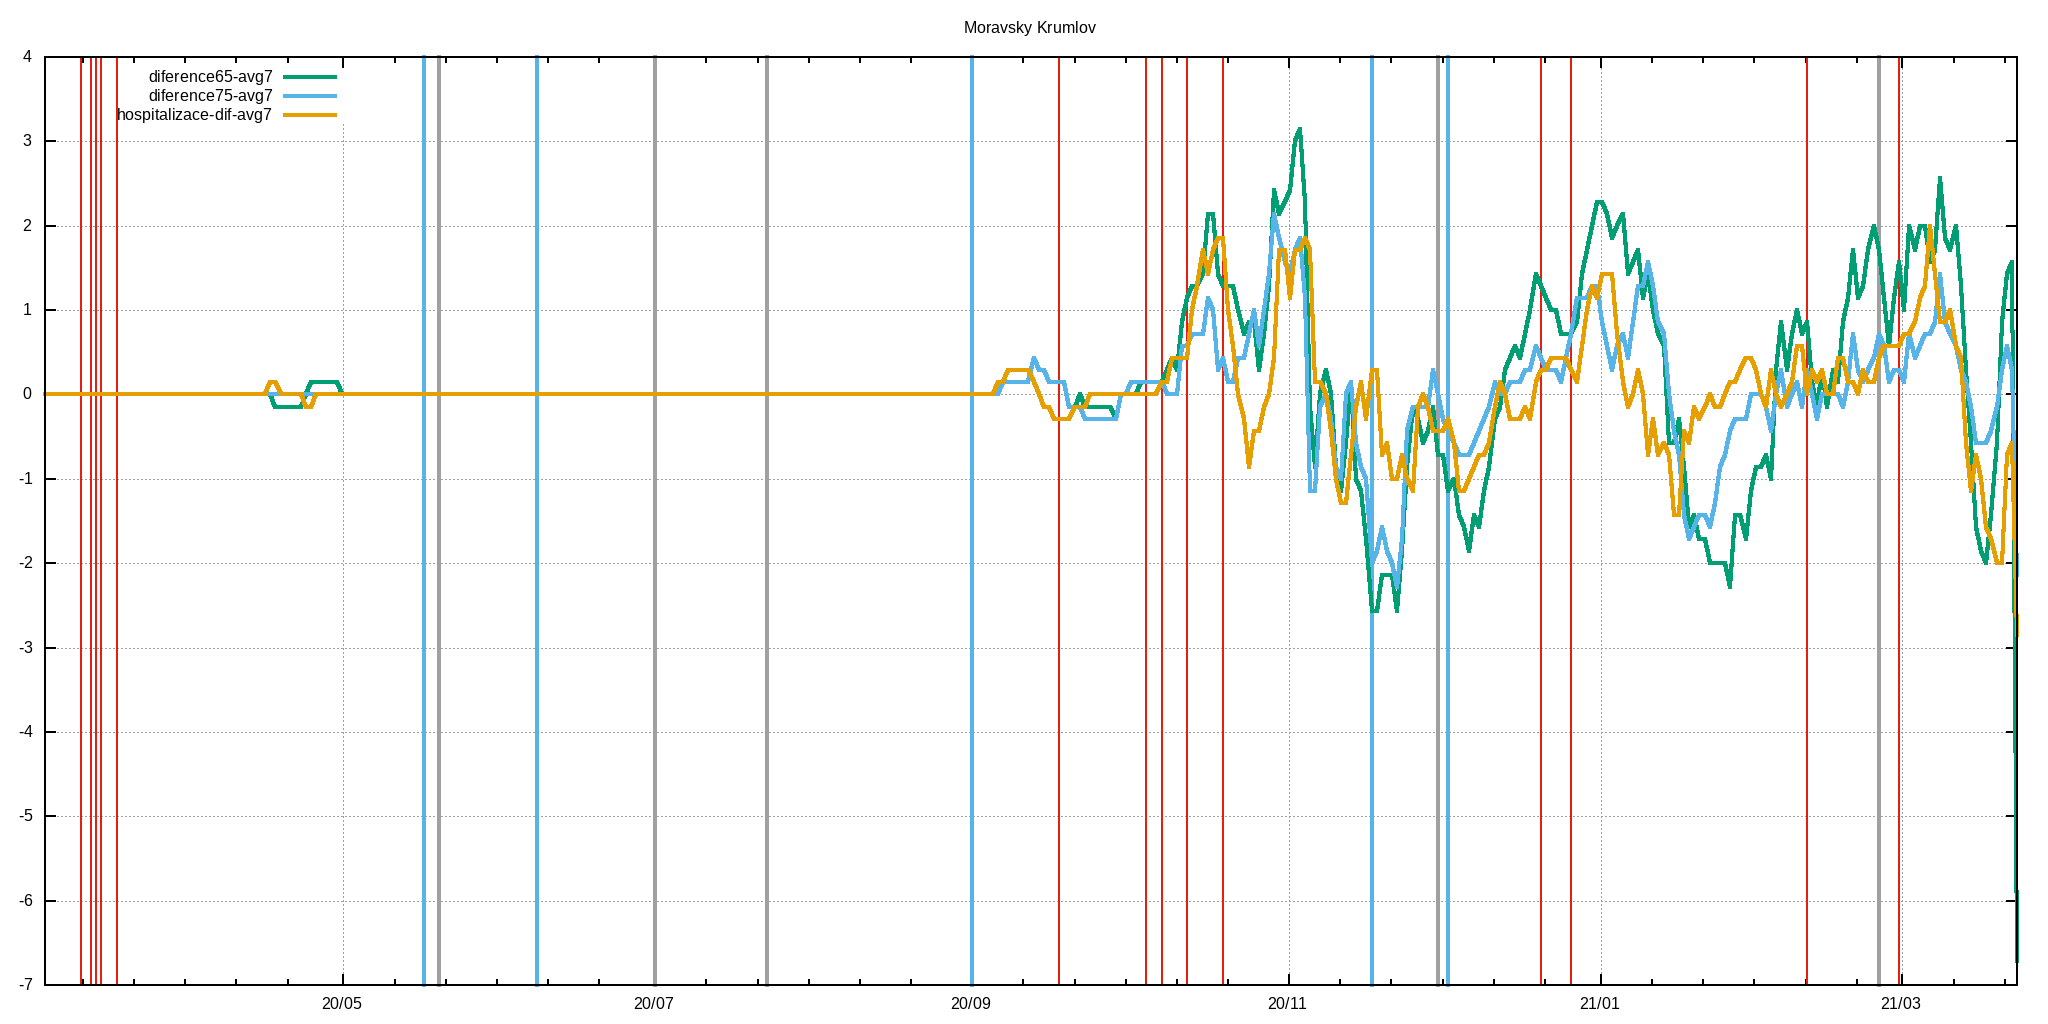 Moravsky Krumlov
diference65-avg7
diference75-avg7
hospitalizace-dif-avg7
4
3
2
1
0
-1
-2
-3
-4
-5
-6
-7
20/05 20/07 20/09 20/11 21/01 21/03